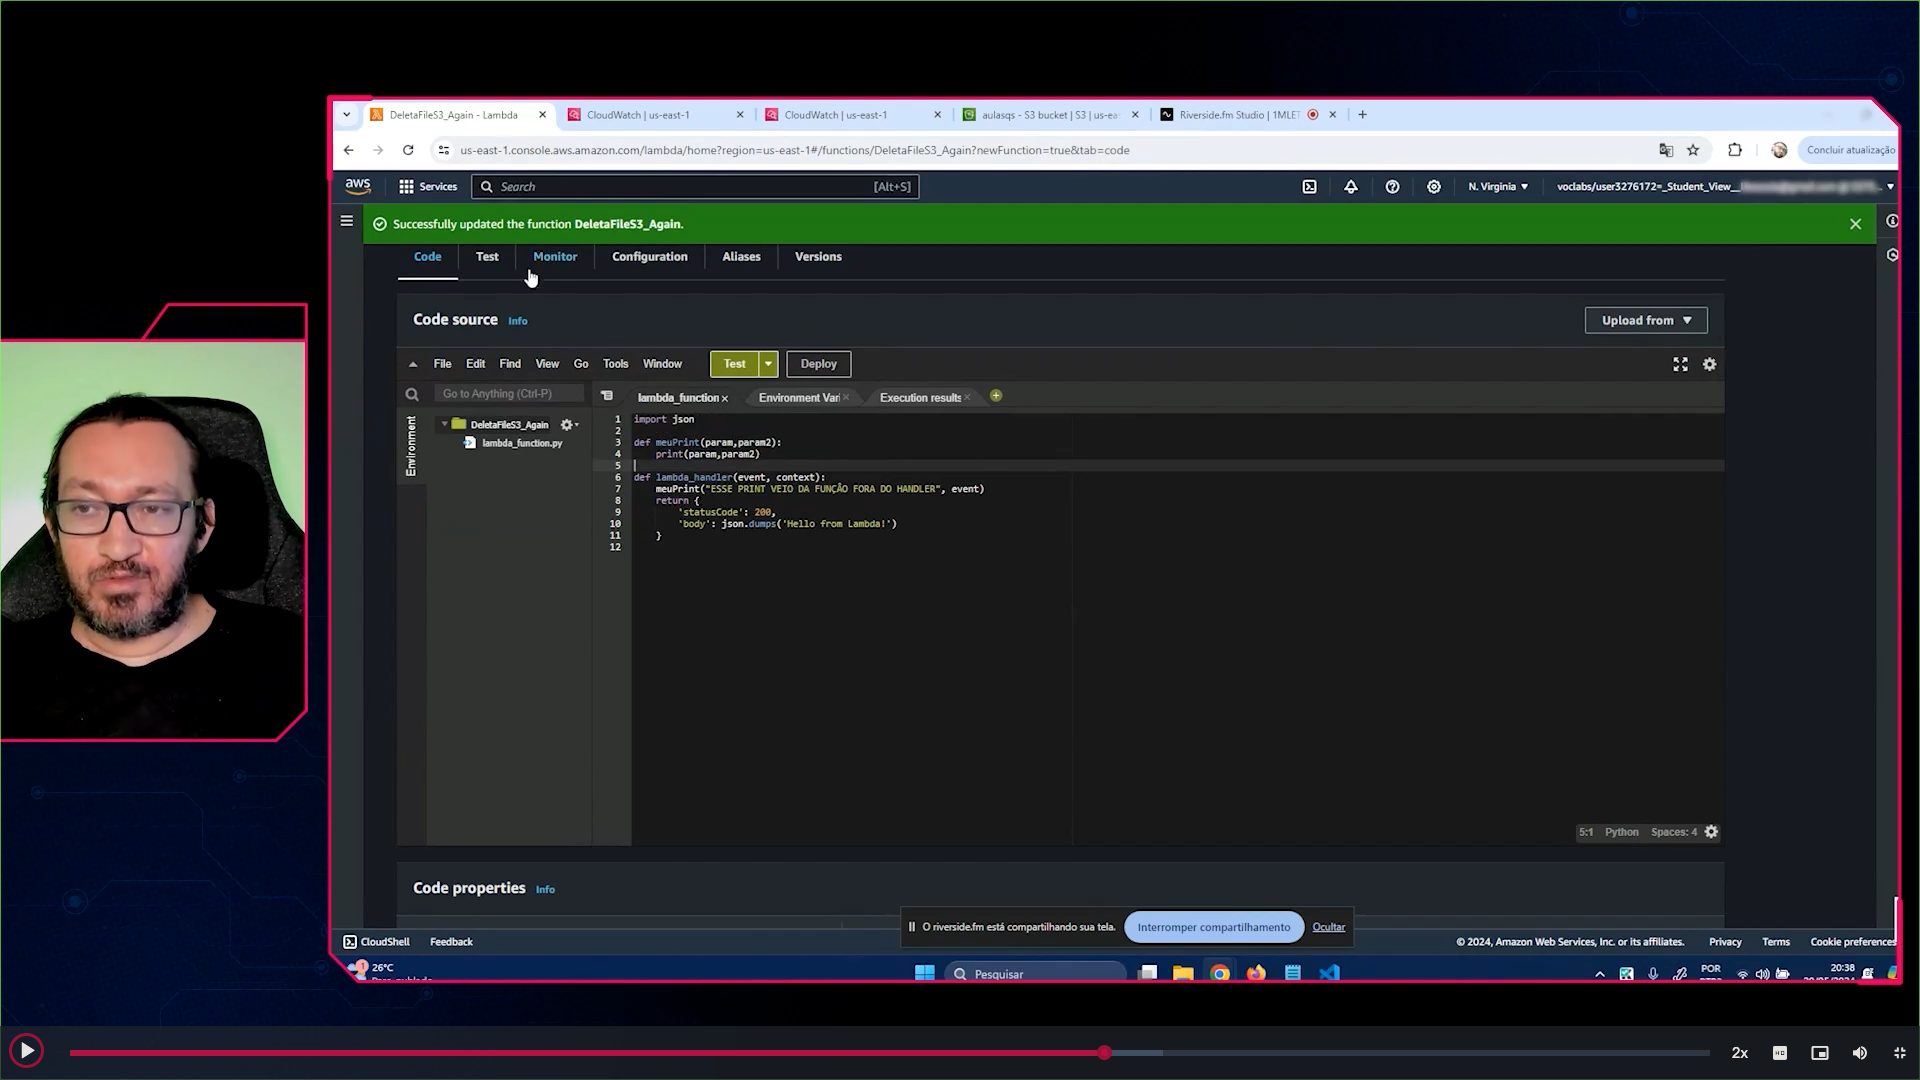 DeletaFileS3_Again - Lambda
CloudWatch | us-east-1
CloudWatch | us-east-1
aulasqs - S3 bucket | S3 | us-ea
Riverside.fm Studio | 1MLET
us-east-1.console.aws.amazon.com/lambda/home?region=us-east-1#/functions/DeletaFileS3_Again?newFunction=true&tab=code
Concluir atualização
aws
Services
Search
[Alt+S]
N. Virginia
voclabs/user3276172=_Student_View_
Successfully updated the function DeletaFileS3_Again.
Code
Test
Monitor
Configuration
Aliases
Versions
Code source
Info
Upload from
File
Edit
Find
View
Go
Tools
Window
Test
Deploy
Go to Anything (Ctrl-P)
lambda_function
Environment Vari
Execution results
Environment
DeletaFileS3_Again
lambda_function.py
1 import json
2
3 def meuPrint(param,param2):
4 print(param,param2)
5
6 def lambda_handler(event, context):
7 meuPrint("ESSE PRINT VEIO DA FUNÇÃO FORA DO HANDLER", event)
8 return {
9 'statusCode': 200,
10 'body': json.dumps('Hello from Lambda!')
11 }
12
5:1 Python Spaces: 4
Code properties
Info
O riverside.fm está compartilhando sua tela.
Interromper compartilhamento
Ocultar
CloudShell
Feedback
© 2024, Amazon Web Services, Inc. or its affiliates.
Privacy
Terms
Cookie preferences
1
26°C
Pesquisar
POR
20:38
2x